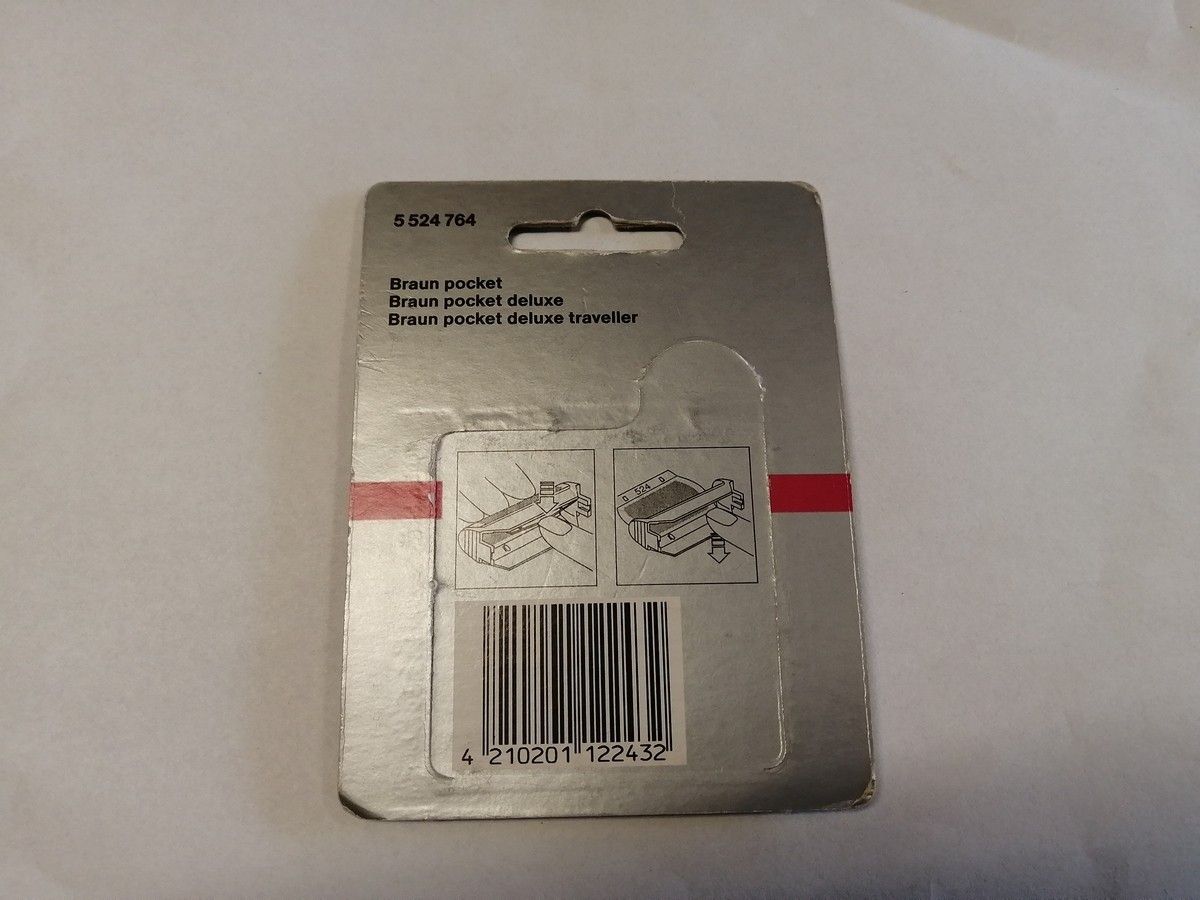 5 524 764
Braun pocket
Braun pocket deluxe
Braun pocket deluxe traveller
524
4 210201 122432